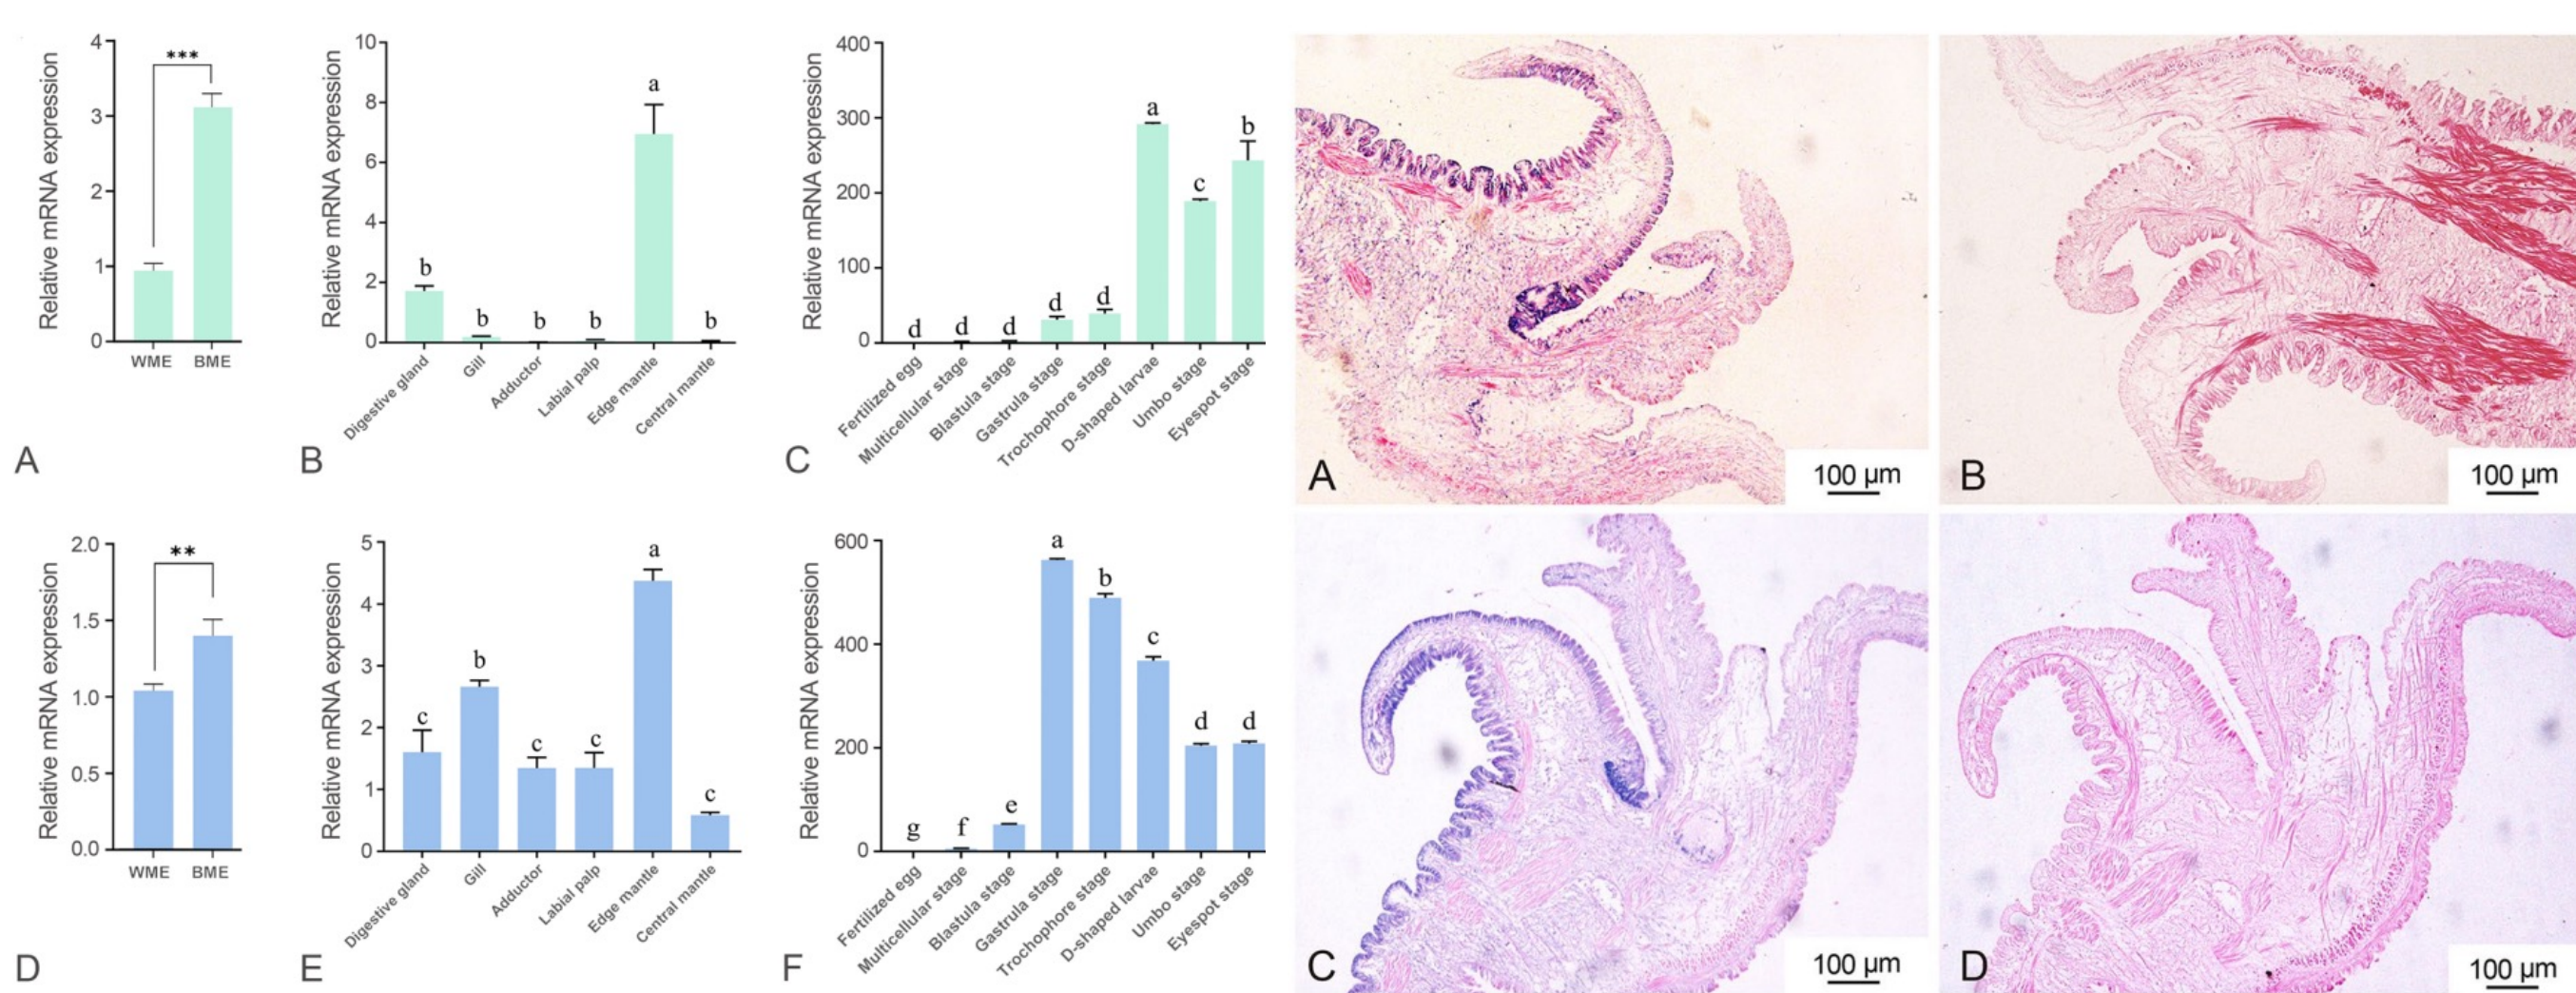 Relative mRNA expression
4
3
2
1
0
***
WME BME
A
Relative mRNA expression
10
8
6
4
2
0
b b b b a b
Digestive gland
Gill
Adductor
Labial palp
Edge mantle
Central mantle
B
Relative mRNA expression
400
300
200
100
0
d d d d d a c b
Fertilized egg
Multicellular stage
Blastula stage
Gastrula stage
Trochophore stage
D-shaped larvae
Umbo stage
Eyespot stage
C
A
100 µm
B
100 µm
Relative mRNA expression
2.0
1.5
1.0
0.5
0.0
**
WME BME
D
Relative mRNA expression
5
4
3
2
1
0
c b c c a c
Digestive gland
Gill
Adductor
Labial palp
Edge mantle
Central mantle
E
Relative mRNA expression
600
400
200
0
g f e a b c d d
Fertilized egg
Multicellular stage
Blastula stage
Gastrula stage
Trochophore stage
D-shaped larvae
Umbo stage
Eyespot stage
F
C
100 µm
D
100 µm